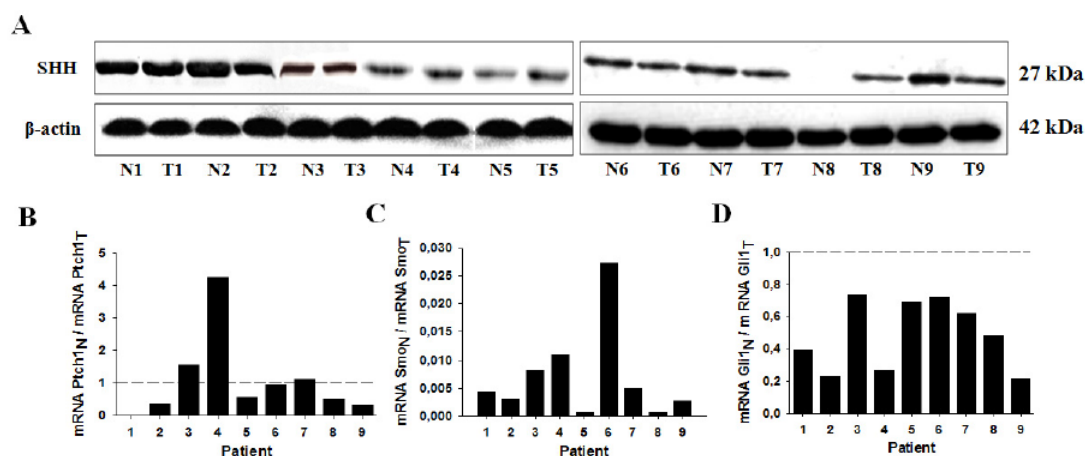 A
SHH
27 kDa
β-actin
42 kDa
N1 T1 N2 T2 N3 T3 N4 T4 N5 T5
N6 T6 N7 T7 N8 T8 N9 T9
B
mRNA Ptch1N / mRNA Ptch1T
5
4
3
2
1
0
1 2 3 4 5 6 7 8 9
Patient
C
mRNA SmoN / mRNA SmoT
0,030
0,025
0,020
0,015
0,010
0,005
0,000
1 2 3 4 5 6 7 8 9
Patient
D
mRNA Gli1N / m RNA Gli1T
1,0
0,8
0,6
0,4
0,2
0,0
1 2 3 4 5 6 7 8 9
Patient